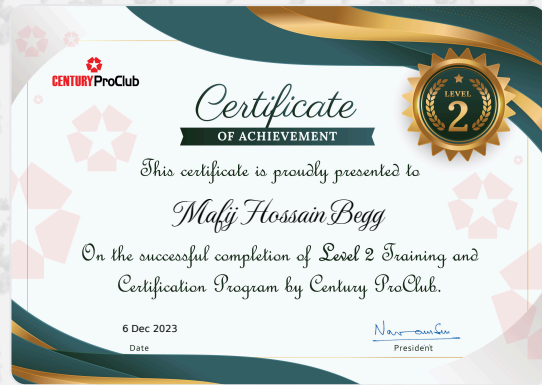 CENTURY ProClub
LEVEL
2
Certificate
OF ACHIEVEMENT
This certificate is proudly presented to
Mafij Hossain Begg
On the successful completion of Level 2 Training and
Certification Program by Century ProClub.
6 Dec 2023
Date
President